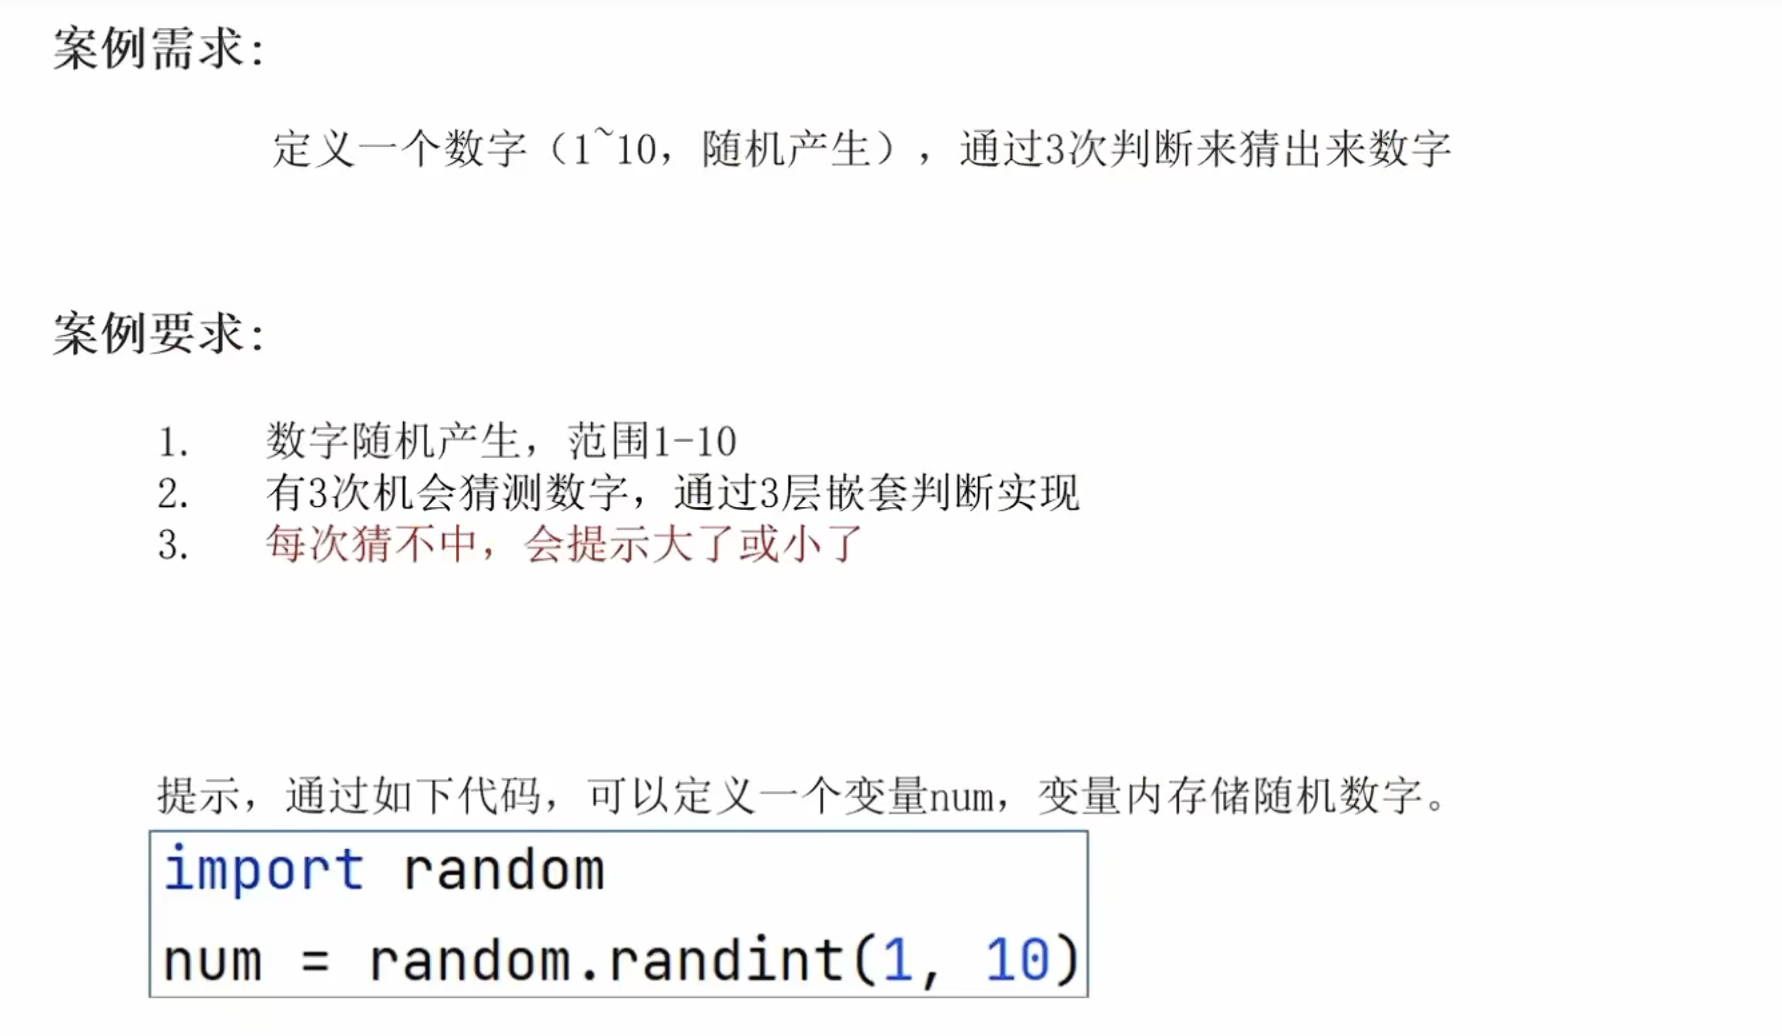 案例需求:
定义一个数字（1~10，随机产生），通过3次判断来猜出来数字
案例要求:
1. 数字随机产生，范围1-10
2. 有3次机会猜测数字，通过3层嵌套判断实现
3. 每次猜不中，会提示大了或小了
提示，通过如下代码，可以定义一个变量num，变量内存储随机数字。
import random
num = random.randint(1, 10)